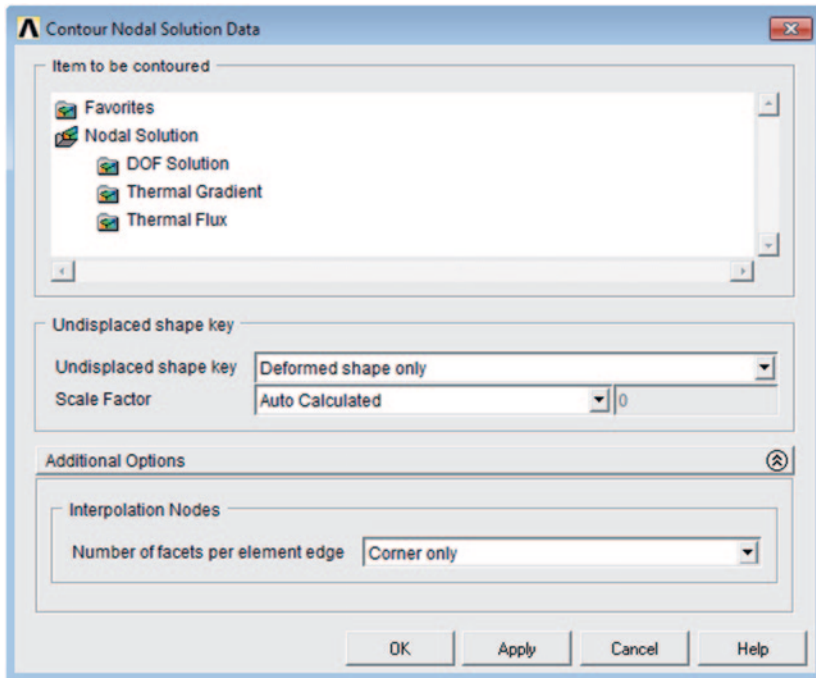 Contour Nodal Solution Data
Item to be contoured
Favorites
Nodal Solution
DOF Solution
Thermal Gradient
Thermal Flux
Undisplaced shape key
Undisplaced shape key Deformed shape only
Scale Factor Auto Calculated 0
Additional Options
Interpolation Nodes
Number of facets per element edge Corner only
OK Apply Cancel Help